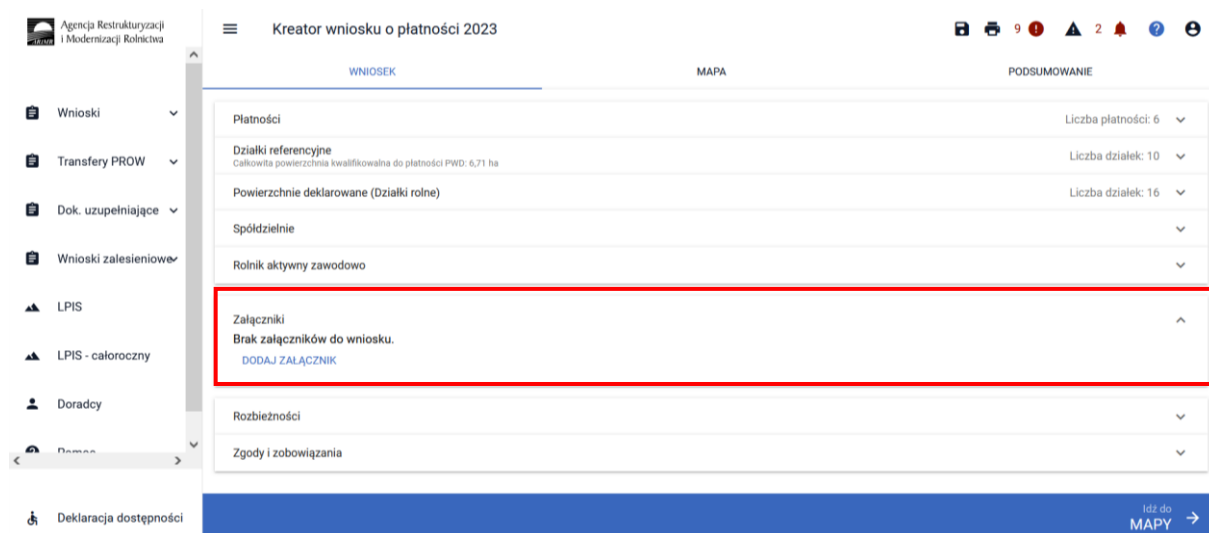 Agencja Restrukturyzacji
i Modernizacji Rolnictwa
Kreator wniosku o płatności 2023
9
2
WNIOSEK
MAPA
PODSUMOWANIE
Wnioski
Transfery PROW
Dok. uzupełniające
Wnioski zalesieniowe
LPIS
LPIS - całoroczny
Doradcy
Pomoc
Deklaracja dostępności
Płatności
Liczba płatności: 6
Działki referencyjne
Całkowita powierzchnia kwalifikowalna do płatności PWD: 6,71 ha
Liczba działek: 10
Powierzchnie deklarowane (Działki rolne)
Liczba działek: 16
Spółdzielnie
Rolnik aktywny zawodowo
Załączniki
Brak załączników do wniosku.
DODAJ ZAŁĄCZNIK
Rozbieżności
Zgody i zobowiązania
Idź do
MAPY